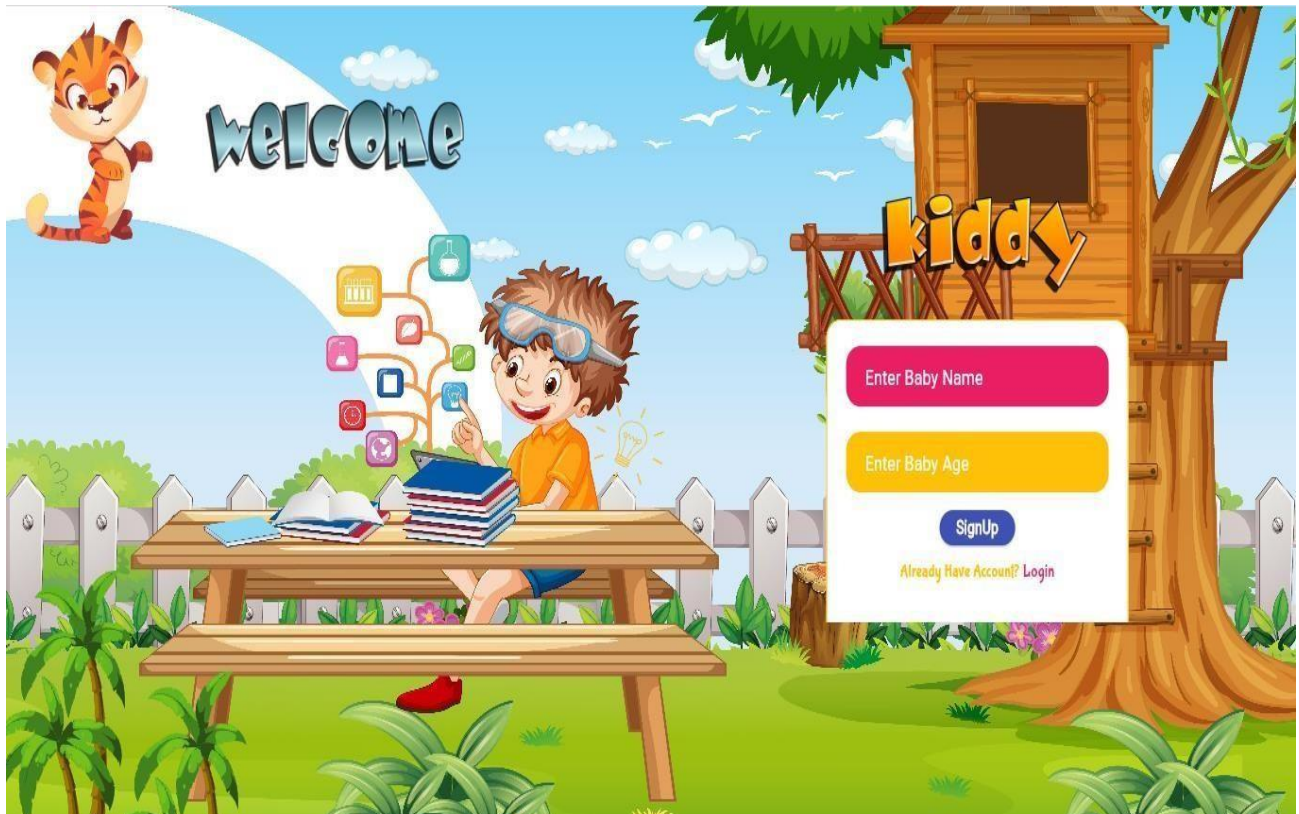 welcome
kiddy
Enter Baby Name
Enter Baby Age
SignUp
Already Have Account? Login